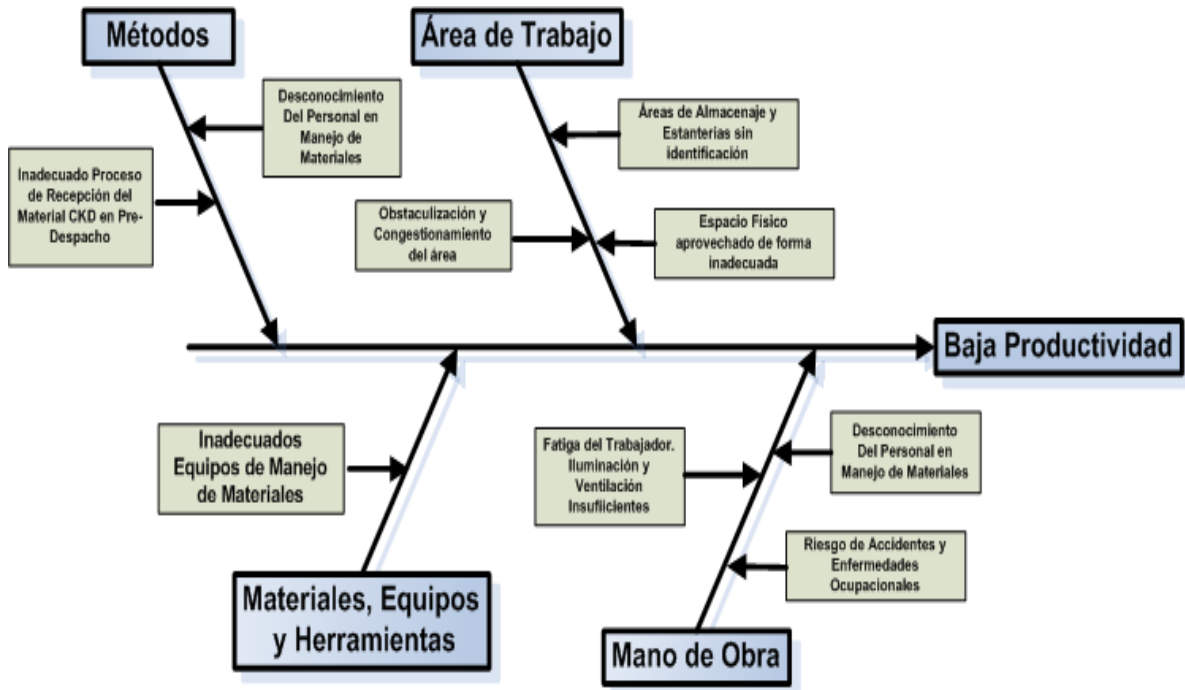 Métodos
Área de Trabajo
Desconocimiento
Del Personal en
Manejo de
Materiales
Áreas de Almacenaje y
Estanterías sin
identificación
Inadecuado Proceso
de Recepción del
Material CKD en Pre-
Despacho
Obstaculización y
Congestionamiento
del área
Espacio Físico
aprovechado de forma
inadecuada
Baja Productividad
Inadecuados
Equipos de Manejo
de Materiales
Fatiga del Trabajador.
Iluminación y
Ventilación
Insuficientes
Desconocimiento
Del Personal en
Manejo de Materiales
Riesgo de Accidentes y
Enfermedades
Ocupacionales
Materiales, Equipos
y Herramientas
Mano de Obra